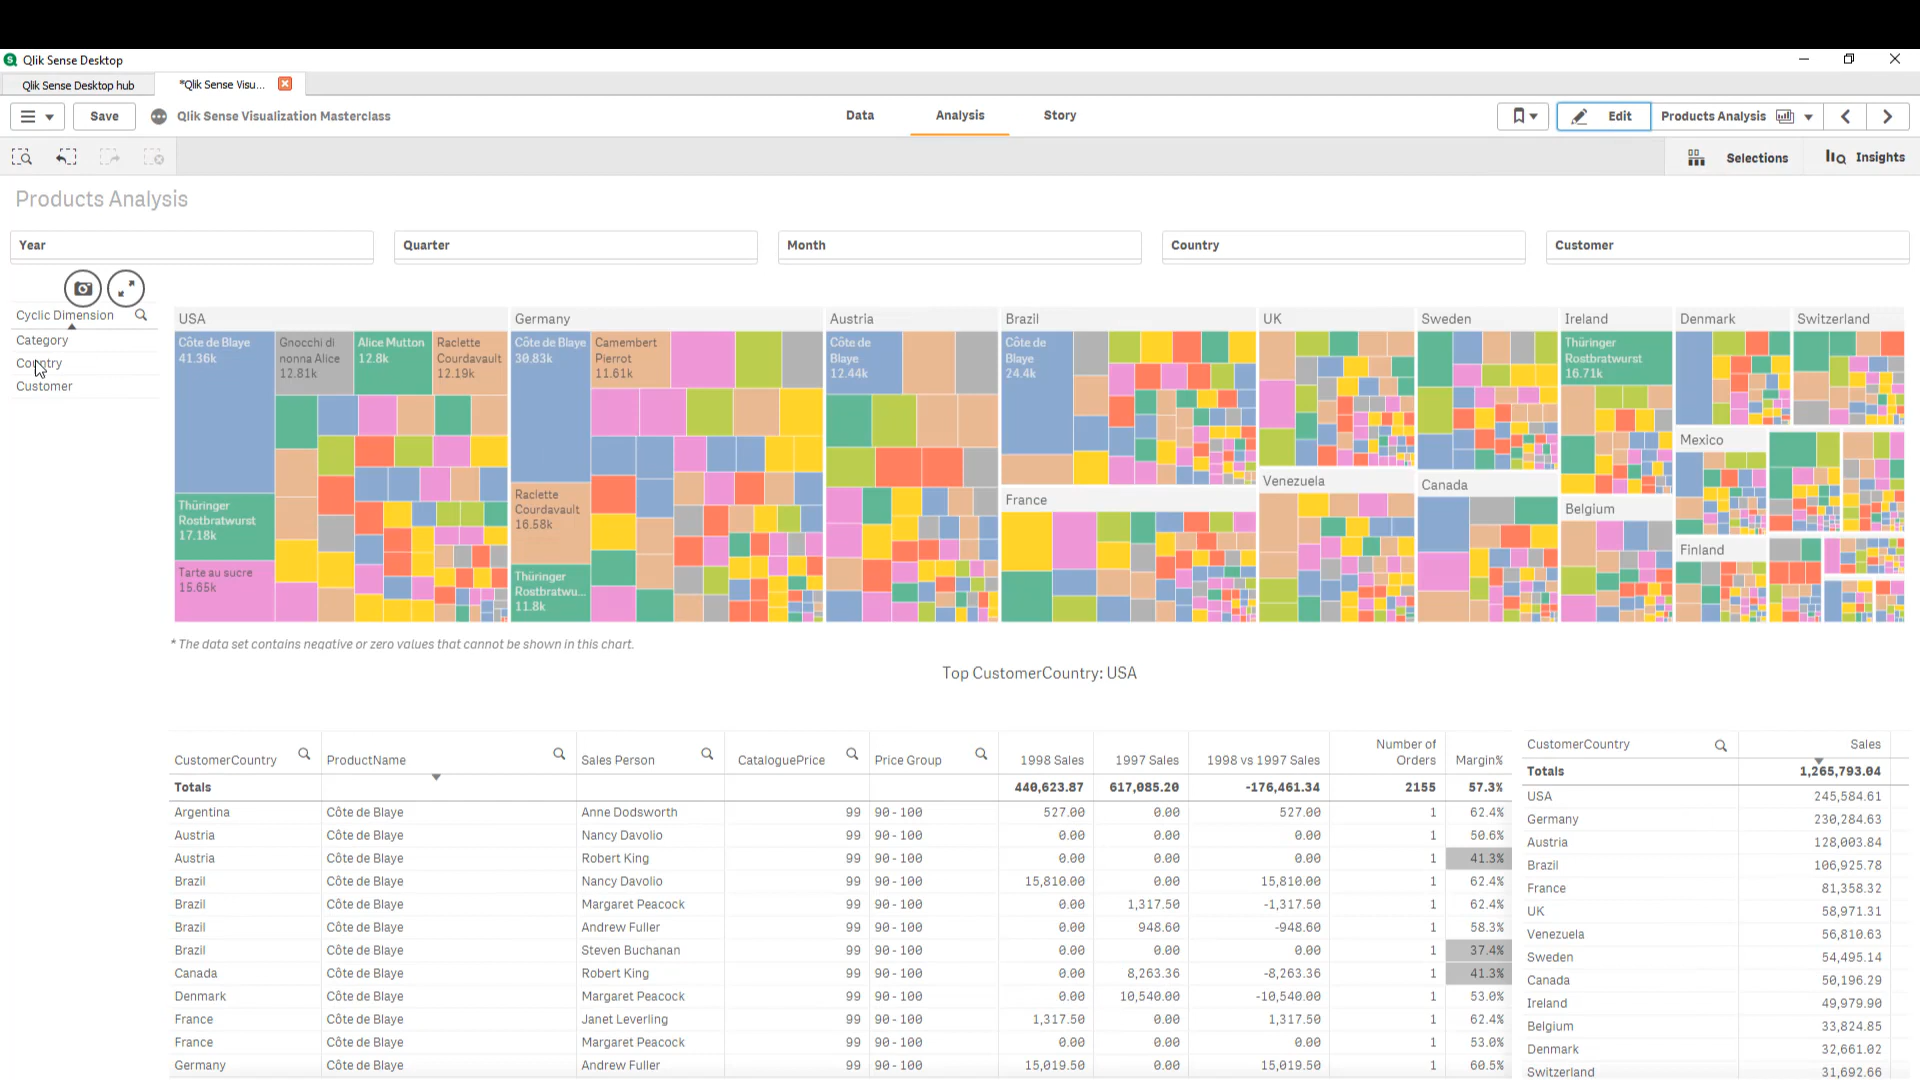 Qlik Sense Desktop
Qlik Sense Desktop hub
*Qlik Sense Visu...
Save
Qlik Sense Visualization Masterclass
Data
Analysis
Story
Edit
Products Analysis
Selections
Insights
Products Analysis
Year
Quarter
Month
Country
Customer
Cyclic Dimension
Category
Country
Customer
USA
Germany
Austria
Brazil
UK
Sweden
Ireland
Denmark
Switzerland
Côte de Blaye
41.36k
Gnocchi di
nonna Alice
12.81k
Alice Mutton
12.8k
Raclette
Courdavault
12.19k
Thüringer
Rostbratwurst
17.18k
Tarte au sucre
15.65k
Côte de Blaye
30.83k
Camembert
Pierrot
11.61k
Raclette
Courdavault
16.58k
Thüringer
Rostbratwu...
11.8k
Côte de
Blaye
12.44k
Côte de
Blaye
24.4k
France
Venezuela
Canada
Thüringer
Rostbratwurst
16.71k
Belgium
Mexico
Finland
* The data set contains negative or zero values that cannot be shown in this chart.
Top CustomerCountry: USA
CustomerCountry ProductName Sales Person CataloguePrice Price Group 1998 Sales 1997 Sales 1998 vs 1997 Sales Number of Orders Margin%
Totals 440,623.87 617,085.20 -176,461.34 2155 57.3%
Argentina Côte de Blaye Anne Dodsworth 99 90 - 100 527.00 0.00 527.00 1 62.4%
Austria Côte de Blaye Nancy Davolio 99 90 - 100 0.00 0.00 0.00 1 50.6%
Austria Côte de Blaye Robert King 99 90 - 100 0.00 0.00 0.00 1 41.3%
Brazil Côte de Blaye Nancy Davolio 99 90 - 100 15,810.00 0.00 15,810.00 1 62.4%
Brazil Côte de Blaye Margaret Peacock 99 90 - 100 0.00 1,317.50 -1,317.50 1 62.4%
Brazil Côte de Blaye Andrew Fuller 99 90 - 100 0.00 948.60 -948.60 1 58.3%
Brazil Côte de Blaye Steven Buchanan 99 90 - 100 0.00 0.00 0.00 1 37.4%
Canada Côte de Blaye Robert King 99 90 - 100 0.00 8,263.36 -8,263.36 1 41.3%
Denmark Côte de Blaye Margaret Peacock 99 90 - 100 0.00 10,540.00 -10,540.00 1 53.0%
France Côte de Blaye Janet Leverling 99 90 - 100 1,317.50 0.00 1,317.50 1 62.4%
France Côte de Blaye Margaret Peacock 99 90 - 100 0.00 0.00 0.00 1 53.0%
Germany Côte de Blaye Andrew Fuller 99 90 - 100 15,019.50 0.00 15,019.50 1 60.5%
CustomerCountry Sales
Totals 1,265,793.04
USA 245,584.61
Germany 230,284.63
Austria 128,003.84
Brazil 106,925.78
France 81,358.32
UK 58,971.31
Venezuela 56,810.63
Sweden 54,495.14
Canada 50,196.29
Ireland 49,979.90
Belgium 33,824.85
Denmark 32,661.02
Switzerland 31,692.66